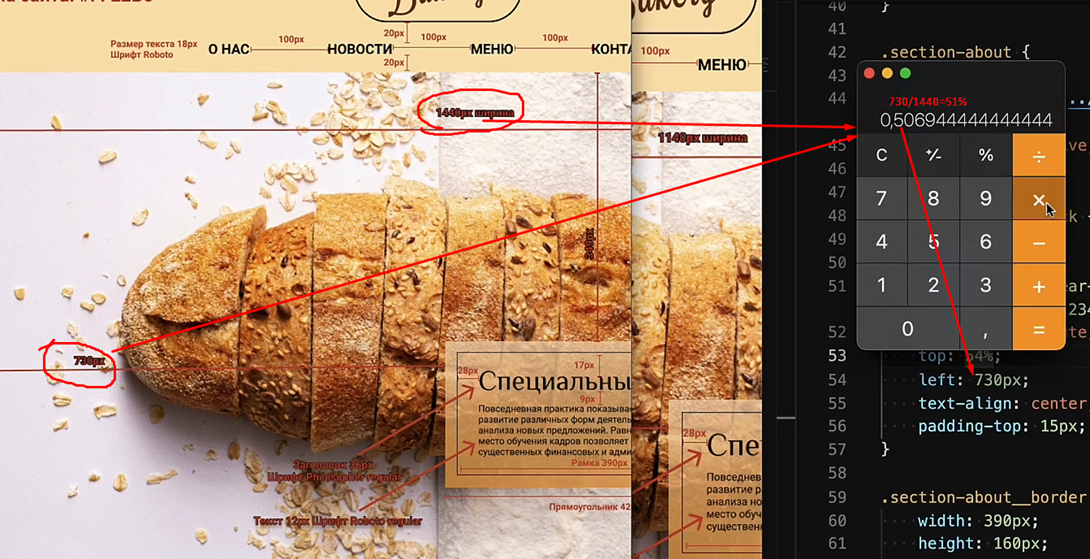 Bakery
Bakery
Размер текста 18px
Шрифт Roboto
О НАС
100px
НОВОСТИ
20px
20px
100px
МЕНЮ
100px
КОНТА
100px
МЕНЮ
1440px ширина
1140px ширина
730px
28px
17px
Специальны
9px
Повседневная практика показывае
развитие различных форм деятель
анализа новых предложений. Равн
место обучения кадров позволяет
существенных финансовых и адми
Рамка 390px
Шрифт Philosopher regular
Текст 12px Шрифт Roboto regular
Прямоугольник 42
28px
Спе
Повседнев
развитие р
анализа но
место обуч
существенн
730/1440=51%
0,506944444444444
C
+/-
%
÷
7
8
9
×
4
5
6
−
1
2
3
+
0
,
=
40
}
41
42
.section-about {
43
44
45
46
47
48
49
50
51
52
53
top: 54%;
54
left: 730px;
55
text-align: center
56
padding-top: 15px;
57
}
58
59
.section-about__border
60
width: 390px;
61
height: 160px;